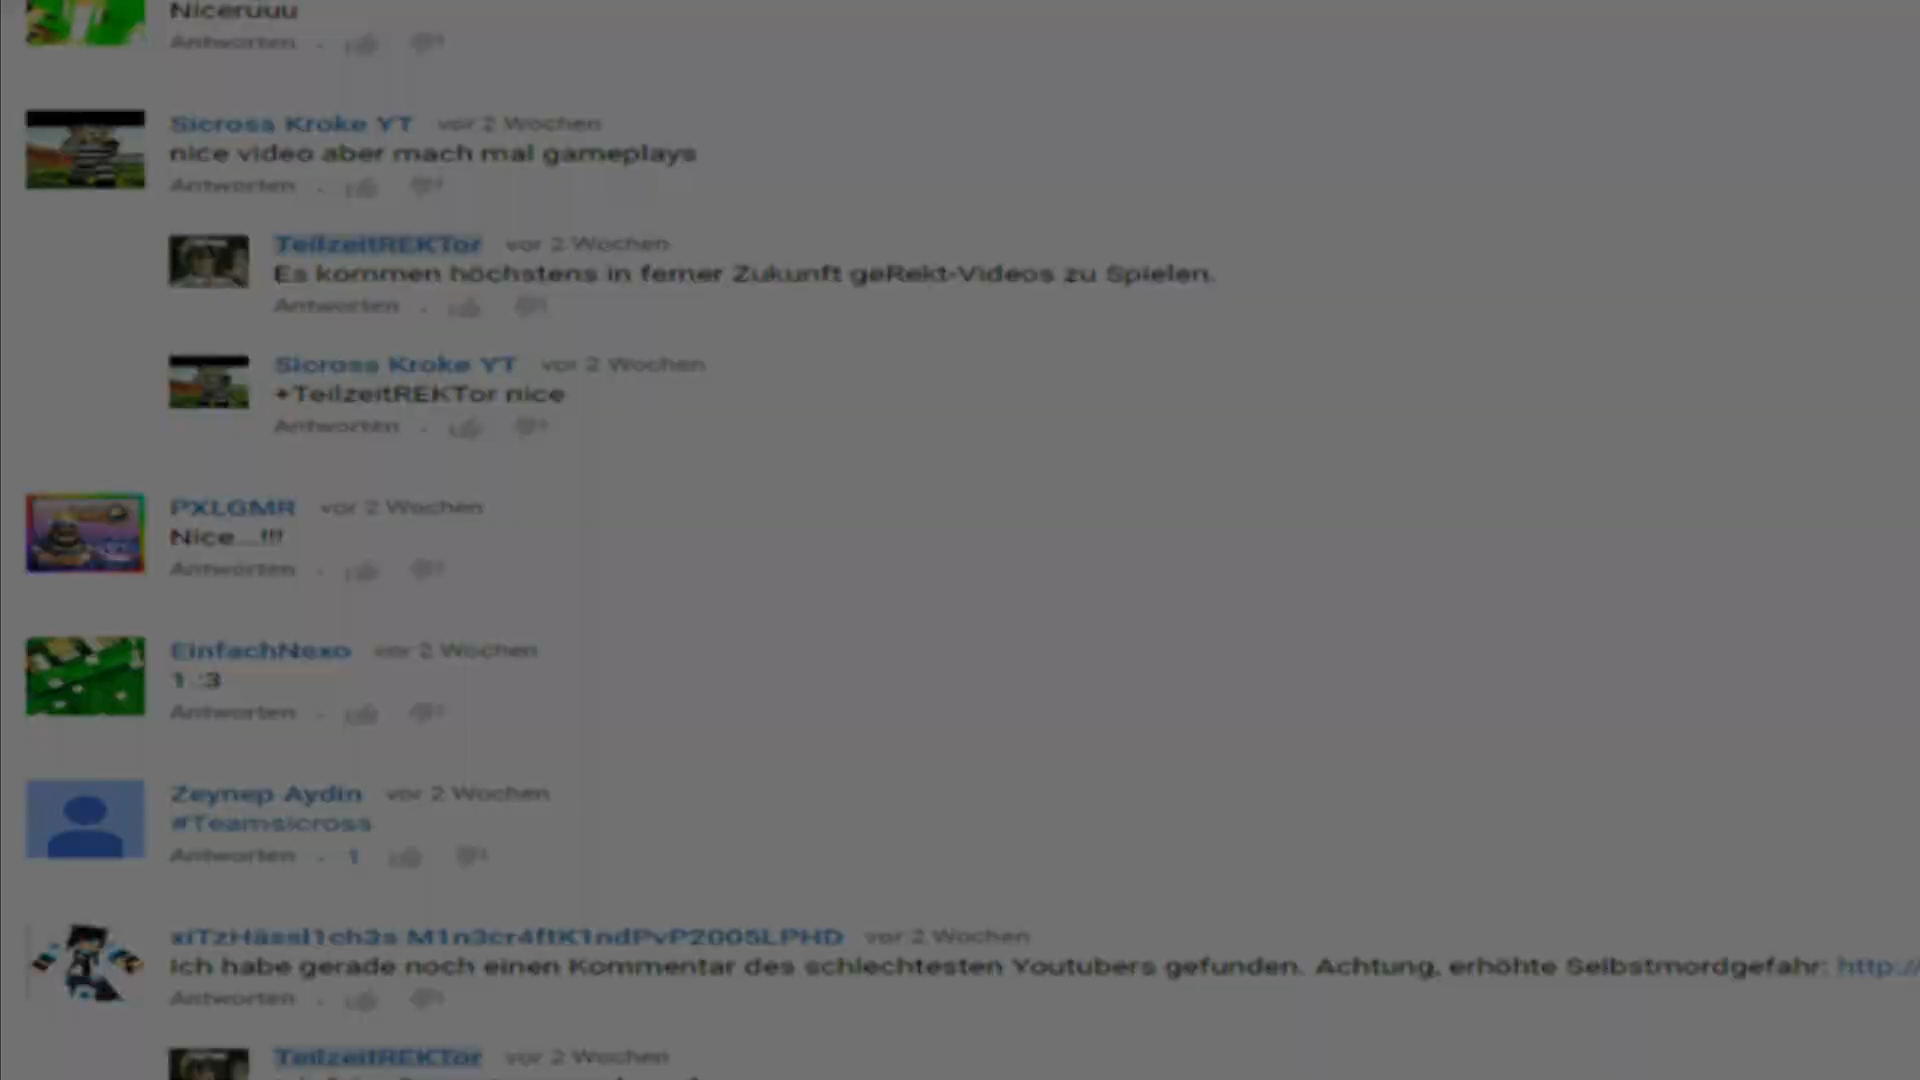 Niceruuu
Antworten
Sicross Kroke YT vor 2 Wochen
nice video aber mach mal gameplays
Antworten
TeilzeitREKTor vor 2 Wochen
Es kommen höchstens in ferner Zukunft geRekt-Videos zu Spielen.
Antworten
Sicross Kroke YT vor 2 Wochen
+TeilzeitREKTor nice
Antworten
PXLGMR vor 2 Wochen
Nice...!!!
Antworten
EinfachNexo vor 2 Wochen
1 :3
Antworten
Zeynep Aydin vor 2 Wochen
#Teamsicross
Antworten · 1
xiTzHässl1ch3s M1n3cr4ftK1ndPvP2005LPHD vor 2 Wochen
Ich habe gerade noch einen Kommentar des schlechtesten Youtubers gefunden. Achtung, erhöhte Selbstmordgefahr: http://
Antworten
TeilzeitREKTor vor 2 Wochen